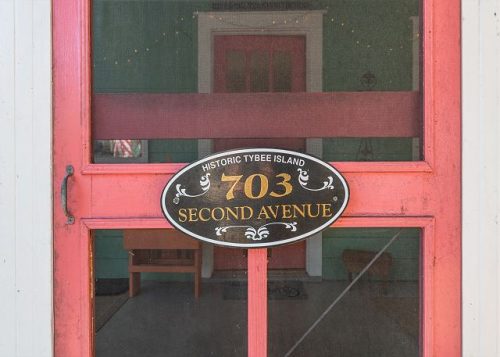 HISTORIC TYBEE ISLAND
703
SECOND AVENUE